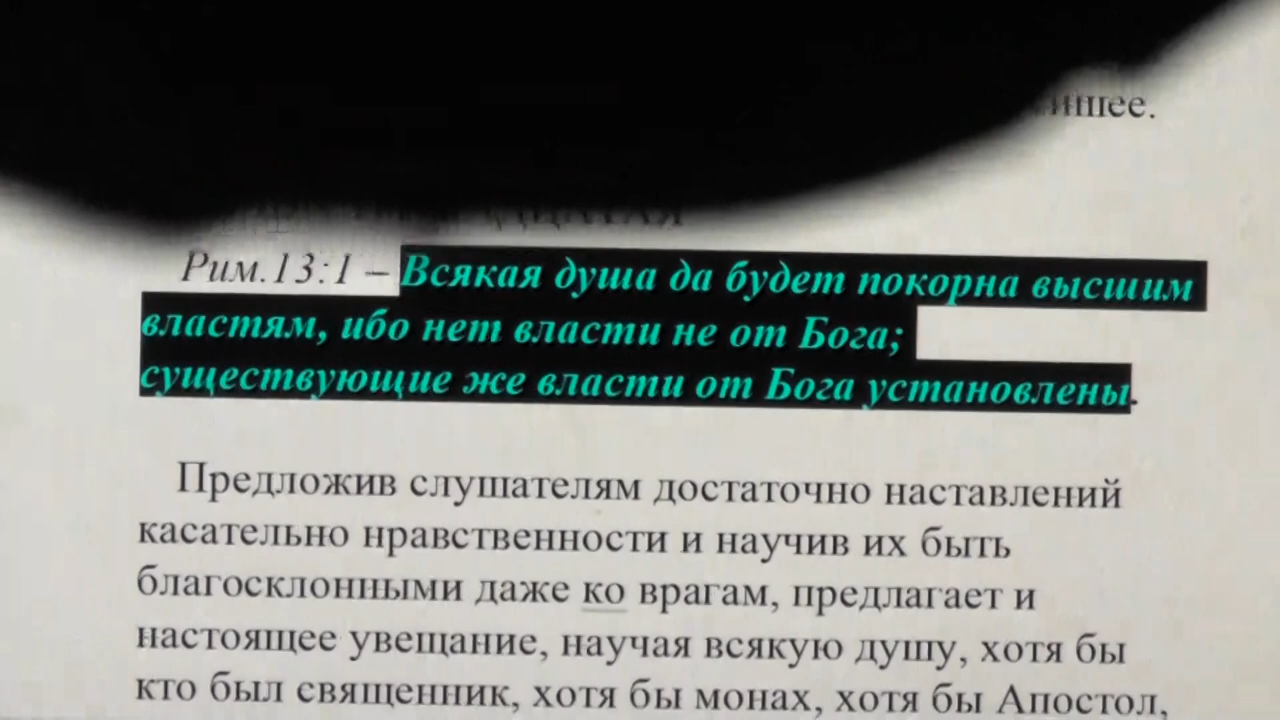 Рим.13:1 – Всякая душа да будет покорна высшим
властям, ибо нет власти не от Бога;
существующие же власти от Бога установлены.
Предложив слушателям достаточно наставлений
касательно нравственности и научив их быть
благосклонными даже ко врагам, предлагает и
настоящее увещание, научая всякую душу, хотя бы
кто был священник, хотя бы монах, хотя бы Апостол,